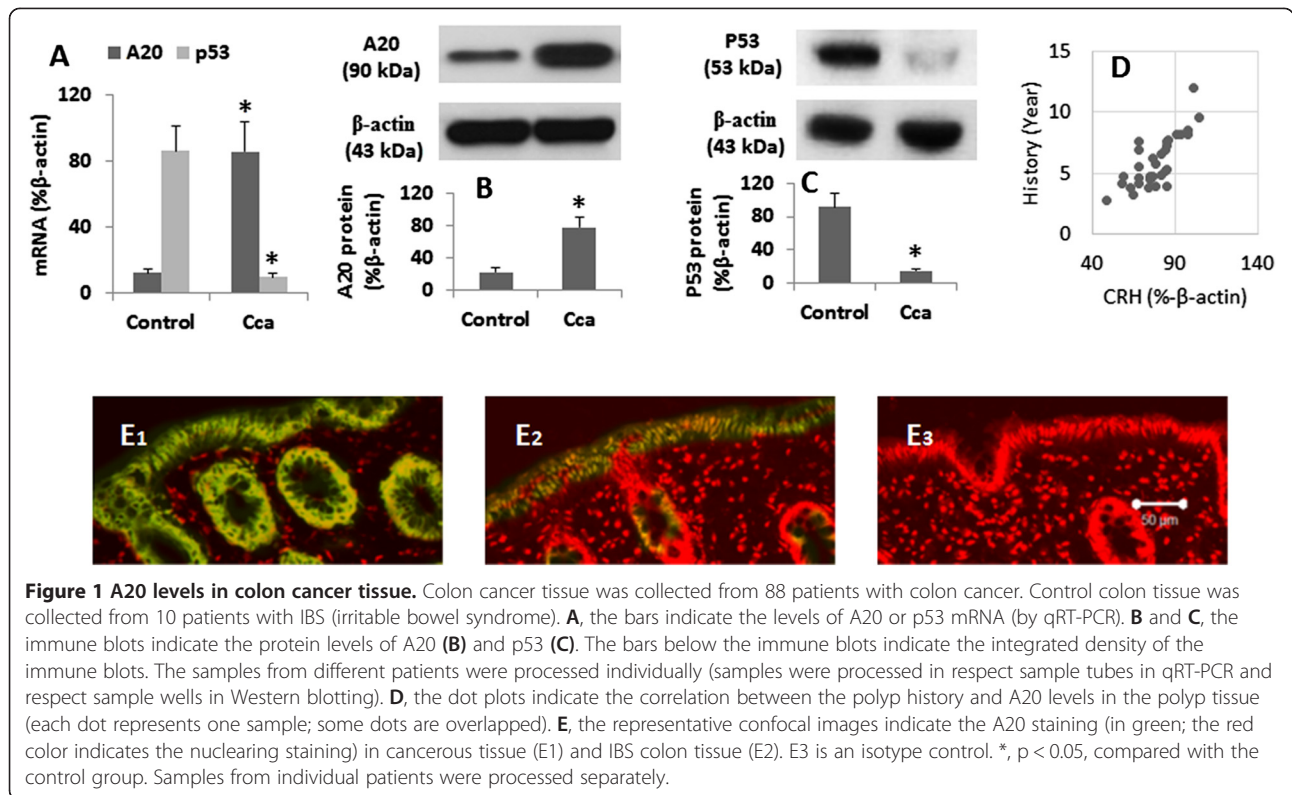 A
A20 p53
mRNA (%β-actin)
120
80
40
0
*
*
Control Cca
A20
(90 kDa)
β-actin
(43 kDa)
B
A20 protein
(%β-actin)
120
80
40
0
*
Control Cca
P53
(53 kDa)
β-actin
(43 kDa)
C
P53 protein
(%β-actin)
120
80
40
0
*
Control Cca
D
History (Year)
15
10
5
0
40 90 140
CRH (%-β-actin)
E1
E2
E3
50 µm
Figure 1 A20 levels in colon cancer tissue. Colon cancer tissue was collected from 88 patients with colon cancer. Control colon tissue was
collected from 10 patients with IBS (irritable bowel syndrome). A, the bars indicate the levels of A20 or p53 mRNA (by qRT-PCR). B and C, the
immune blots indicate the protein levels of A20 (B) and p53 (C). The bars below the immune blots indicate the integrated density of the
immune blots. The samples from different patients were processed individually (samples were processed in respect sample tubes in qRT-PCR and
respect sample wells in Western blotting). D, the dot plots indicate the correlation between the polyp history and A20 levels in the polyp tissue
(each dot represents one sample; some dots are overlapped). E, the representative confocal images indicate the A20 staining (in green; the red
color indicates the nuclearing staining) in cancerous tissue (E1) and IBS colon tissue (E2). E3 is an isotype control. *, p < 0.05, compared with the
control group. Samples from individual patients were processed separately.